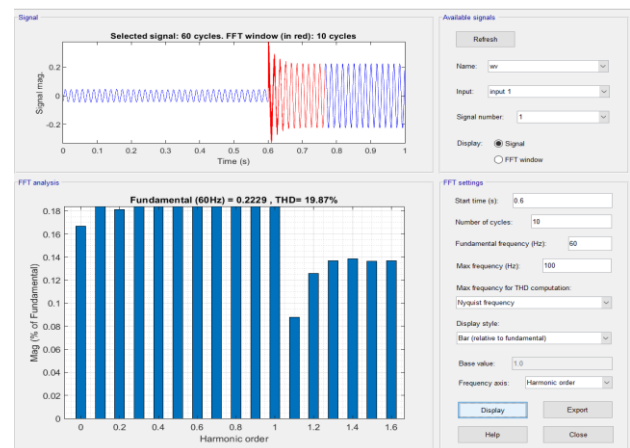 Signal
Selected signal: 60 cycles. FFT window (in red): 10 cycles
Signal mag.
0.2
0
-0.2
0 0.1 0.2 0.3 0.4 0.5 0.6 0.7 0.8 0.9 1
Time (s)
FFT analysis
Fundamental (60Hz) = 0.2229 , THD= 19.87%
Mag (% of Fundamental)
0.18
0.16
0.14
0.12
0.1
0.08
0.06
0.04
0.02
0
0 0.2 0.4 0.6 0.8 1 1.2 1.4 1.6
Harmonic order
Available signals
Refresh
Name: wv
Input: input 1
Signal number: 1
Display: Signal
FFT window
FFT settings
Start time (s): 0.6
Number of cycles: 10
Fundamental frequency (Hz): 60
Max frequency (Hz): 100
Max frequency for THD computation:
Nyquist frequency
Display style:
Bar (relative to fundamental)
Base value: 1.0
Frequency axis: Harmonic order
Display Export
Help Close